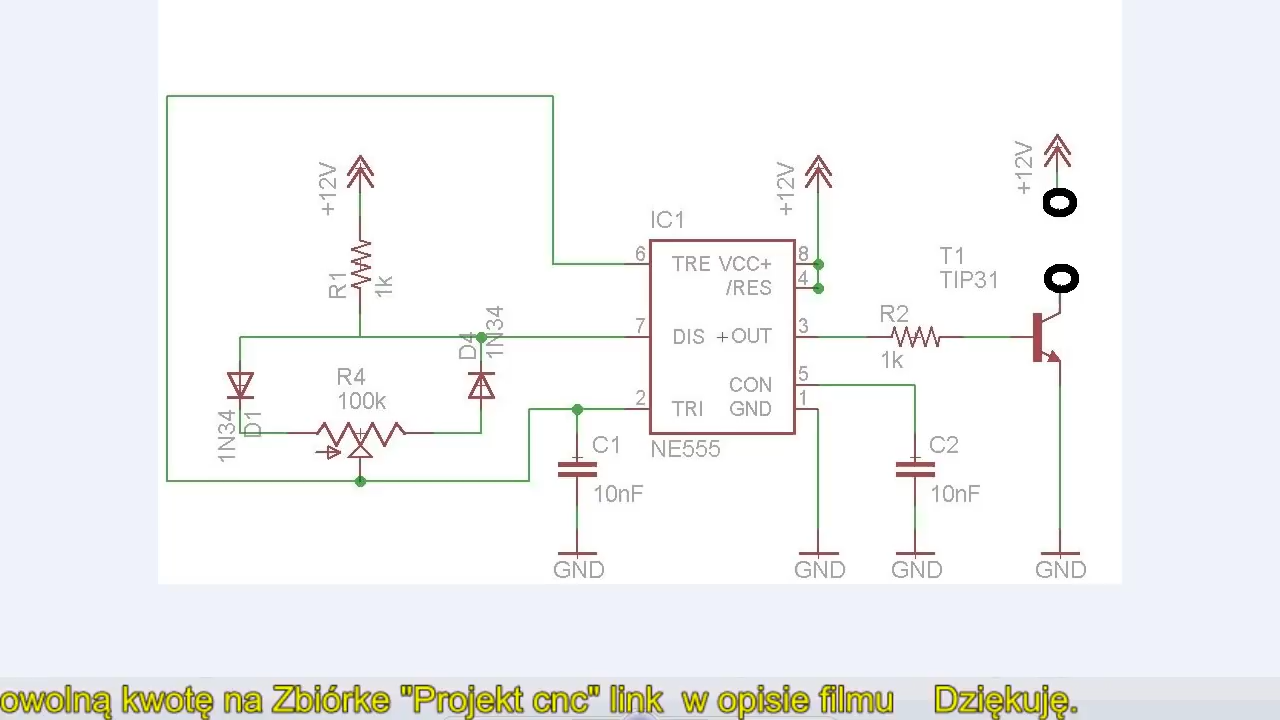 +12V
+12V
+12V
IC1
R1
1k
6
TRE
VCC+
8
/RES
4
T1
TIP31
D4
1N34
7
DIS
+OUT
3
R2
1k
R4
100k
CON
5
2
TRI
GND
1
1N34
D1
C1
10nF
NE555
C2
10nF
GND
GND
GND
GND
owolną kwotę na Zbiórke "Projekt cnc" link w opisie filmu Dziękuję.